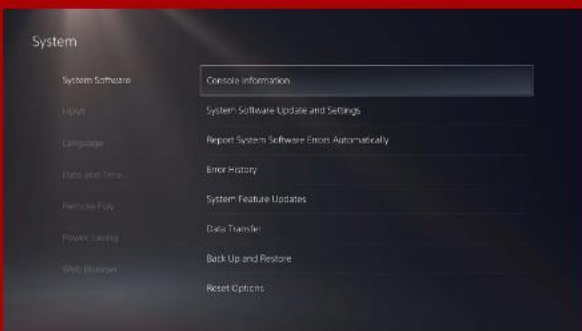 System
System Software
HDMI
Language
Date and Time
Remote Play
Power Saving
Web Browser
Console Information
System Software Update and Settings
Report System Software Errors Automatically
Error History
System Feature Updates
Data Transfer
Back Up and Restore
Reset Options